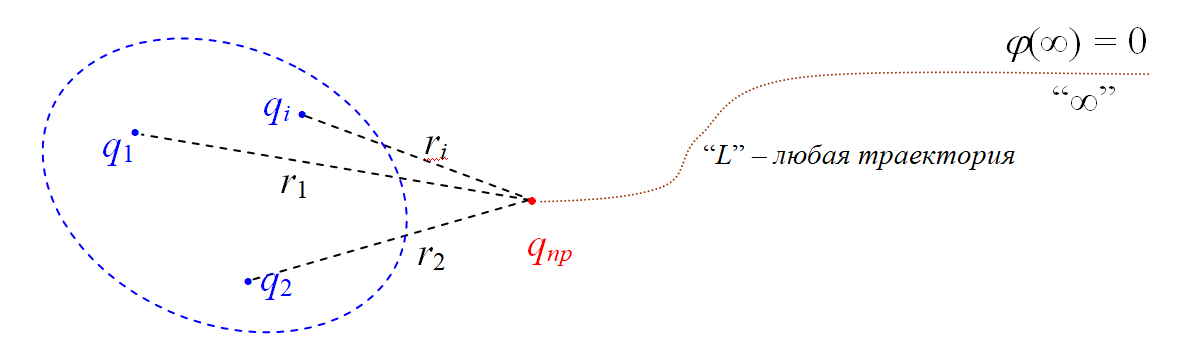 φ(∞) = 0
“∞”
qᵢ
q₁
rᵢ
“L” – любая траектория
r₁
qпр
r₂
q₂